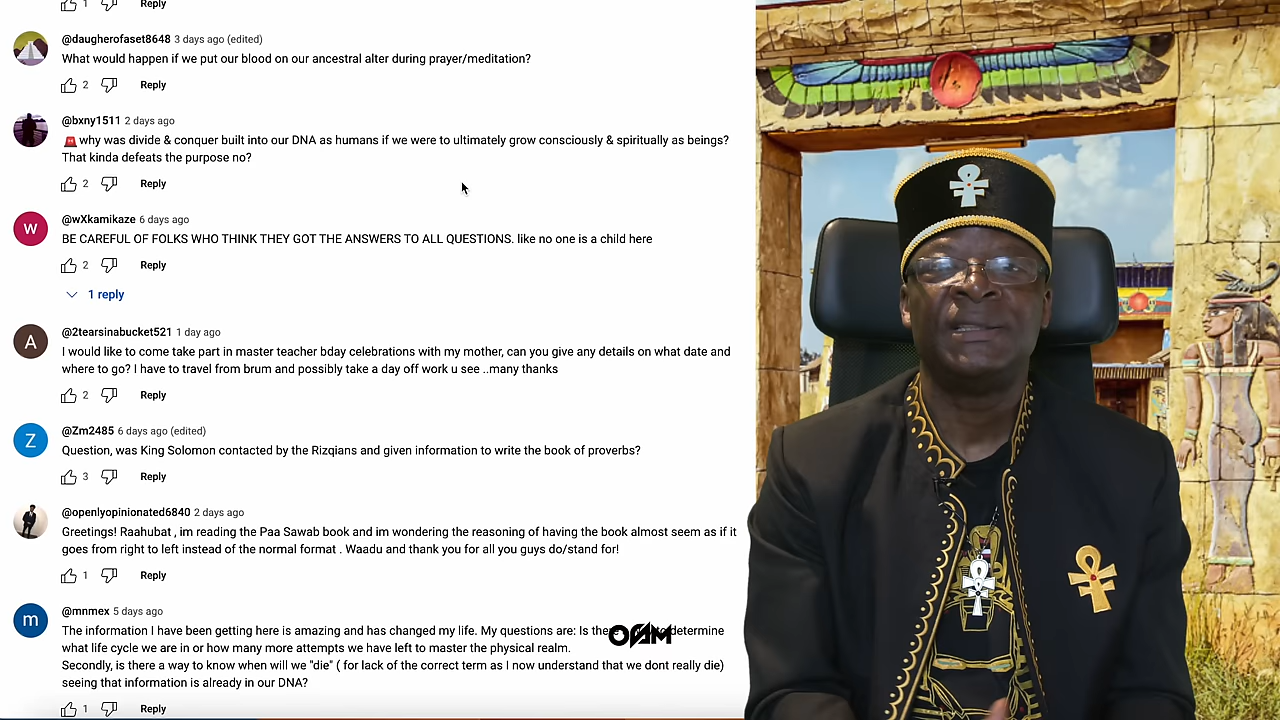 1
Reply
@daugherofaset8648 3 days ago (edited)
What would happen if we put our blood on our ancestral alter during prayer/meditation?
2 Reply
@bxny1511 2 days ago
🚨 why was divide & conquer built into our DNA as humans if we were to ultimately grow consciously & spiritually as beings?
That kinda defeats the purpose no?
2 Reply
W
@wXkamikaze 6 days ago
BE CAREFUL OF FOLKS WHO THINK THEY GOT THE ANSWERS TO ALL QUESTIONS. like no one is a child here
2 Reply
1 reply
A
@2tearsinabucket521 1 day ago
I would like to come take part in master teacher bday celebrations with my mother, can you give any details on what date and
where to go? I have to travel from brum and possibly take a day off work u see ..many thanks
2 Reply
Z
@Zm2485 6 days ago (edited)
Question, was King Solomon contacted by the Rizqians and given information to write the book of proverbs?
3 Reply
@openlyopinionated6840 2 days ago
Greetings! Raahubat , im reading the Paa Sawab book and im wondering the reasoning of having the book almost seem as if it
goes from right to left instead of the normal format . Waadu and thank you for all you guys do/stand for!
1 Reply
m
@mnmex 5 days ago
The information I have been getting here is amazing and has changed my life. My questions are: Is determine
what life cycle we are in or how many more attempts we have left to master the physical realm.
OFAM
Secondly, is there a way to know when will we "die" ( for lack of the correct term as I now understand that we dont really die)
seeing that information is already in our DNA?
1 Reply